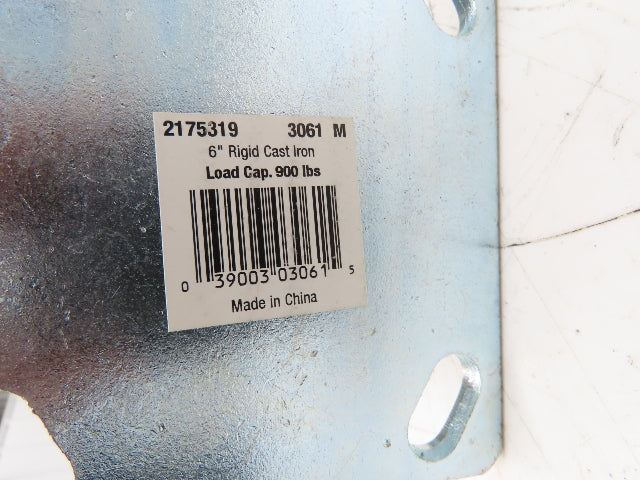 2175319 3061 M
6" Rigid Cast Iron
Load Cap. 900 lbs
0 39003 03061 5
Made in China